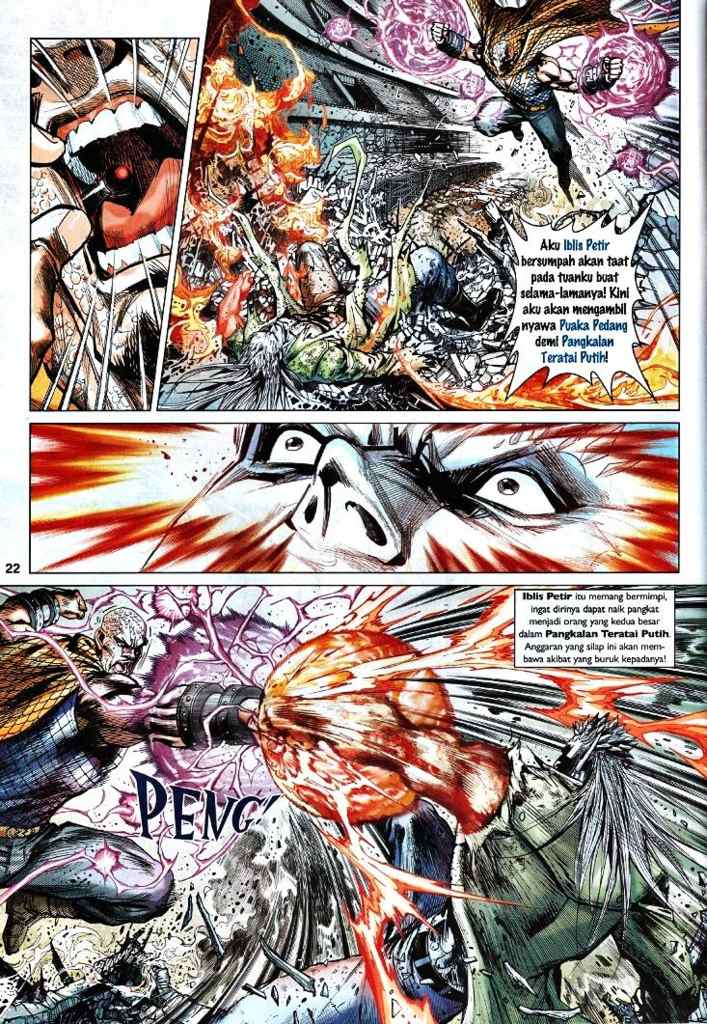 Aku Iblis Petir
bersumpah akan taat
pada tuanku buat
selama-lamanya! Kini
aku akan mengambil
nyawa Puaka Pedang
demi Pangkalan
Teratai Putih!
22
Iblis Petir itu memang bermimpi,
ingat dirinya dapat naik pangkat
menjadi orang yang kedua besar
dalam Pangkalan Teratai Putih.
Anggaran yang silap ini akan mem-
bawa akibat yang buruk kepadanya!
PENG!